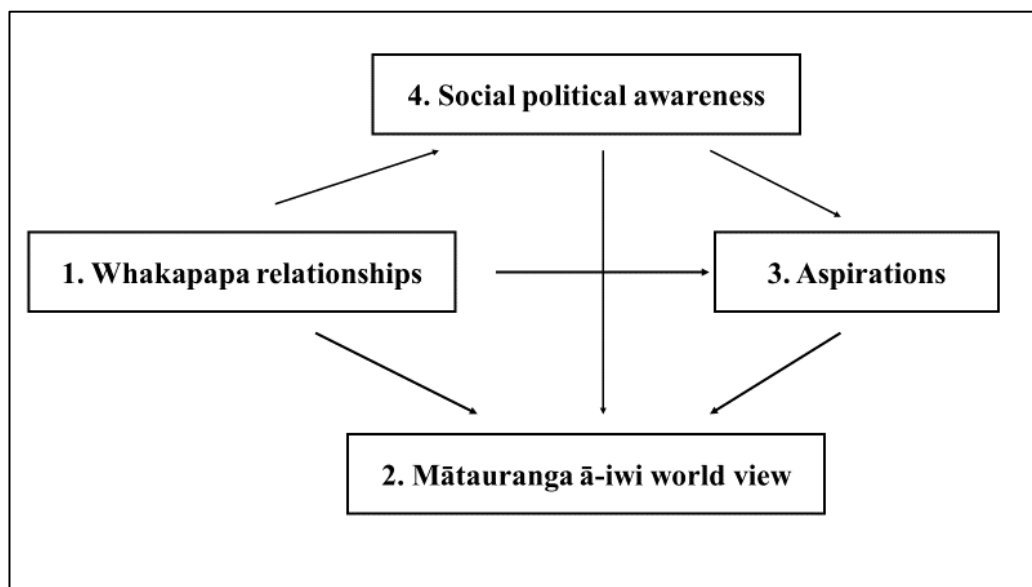 4. Social political awareness
1. Whakapapa relationships
3. Aspirations
2. Mātauranga ā-iwi world view